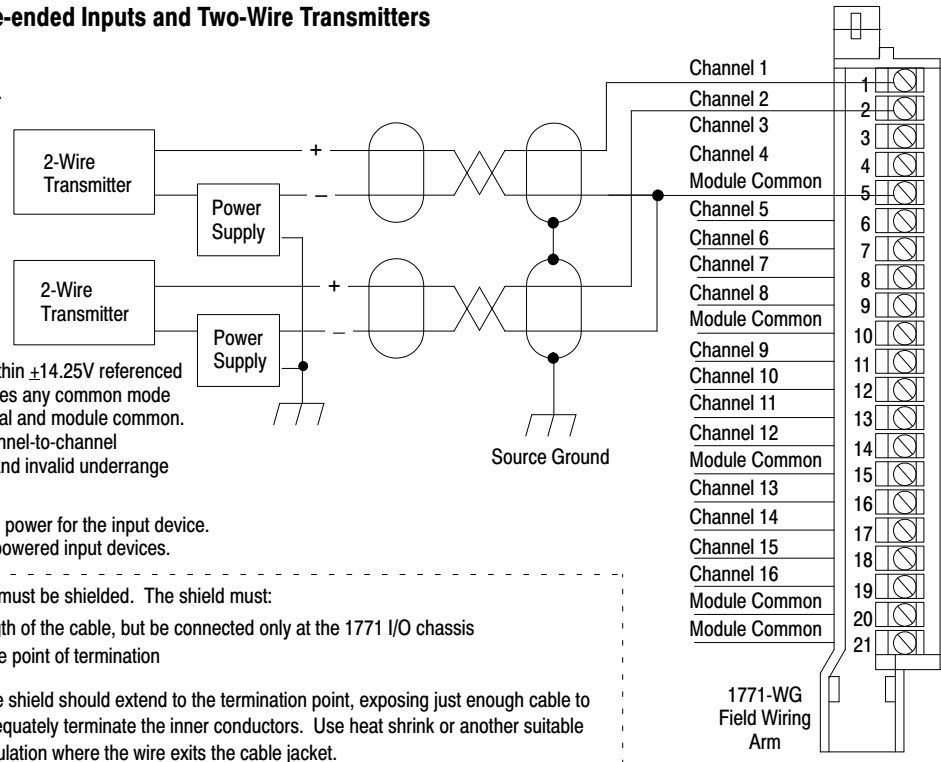 e-ended Inputs and Two-Wire Transmitters
2-Wire
Transmitter
+
–
Power
Supply
2-Wire
Transmitter
+
–
Power
Supply
thin ±14.25V referenced
es any common mode
al and module common.
nnel-to-channel
and invalid underrange
power for the input device.
powered input devices.
Source Ground
must be shielded. The shield must:
gth of the cable, but be connected only at the 1771 I/O chassis
e point of termination
e shield should extend to the termination point, exposing just enough cable to
equately terminate the inner conductors. Use heat shrink or another suitable
ulation where the wire exits the cable jacket.
Channel 1
Channel 2
Channel 3
Channel 4
Module Common
Channel 5
Channel 6
Channel 7
Channel 8
Module Common
Channel 9
Channel 10
Channel 11
Channel 12
Module Common
Channel 13
Channel 14
Channel 15
Channel 16
Module Common
Module Common
1
2
3
4
5
6
7
8
9
10
11
12
13
14
15
16
17
18
19
20
21
1771-WG
Field Wiring
Arm